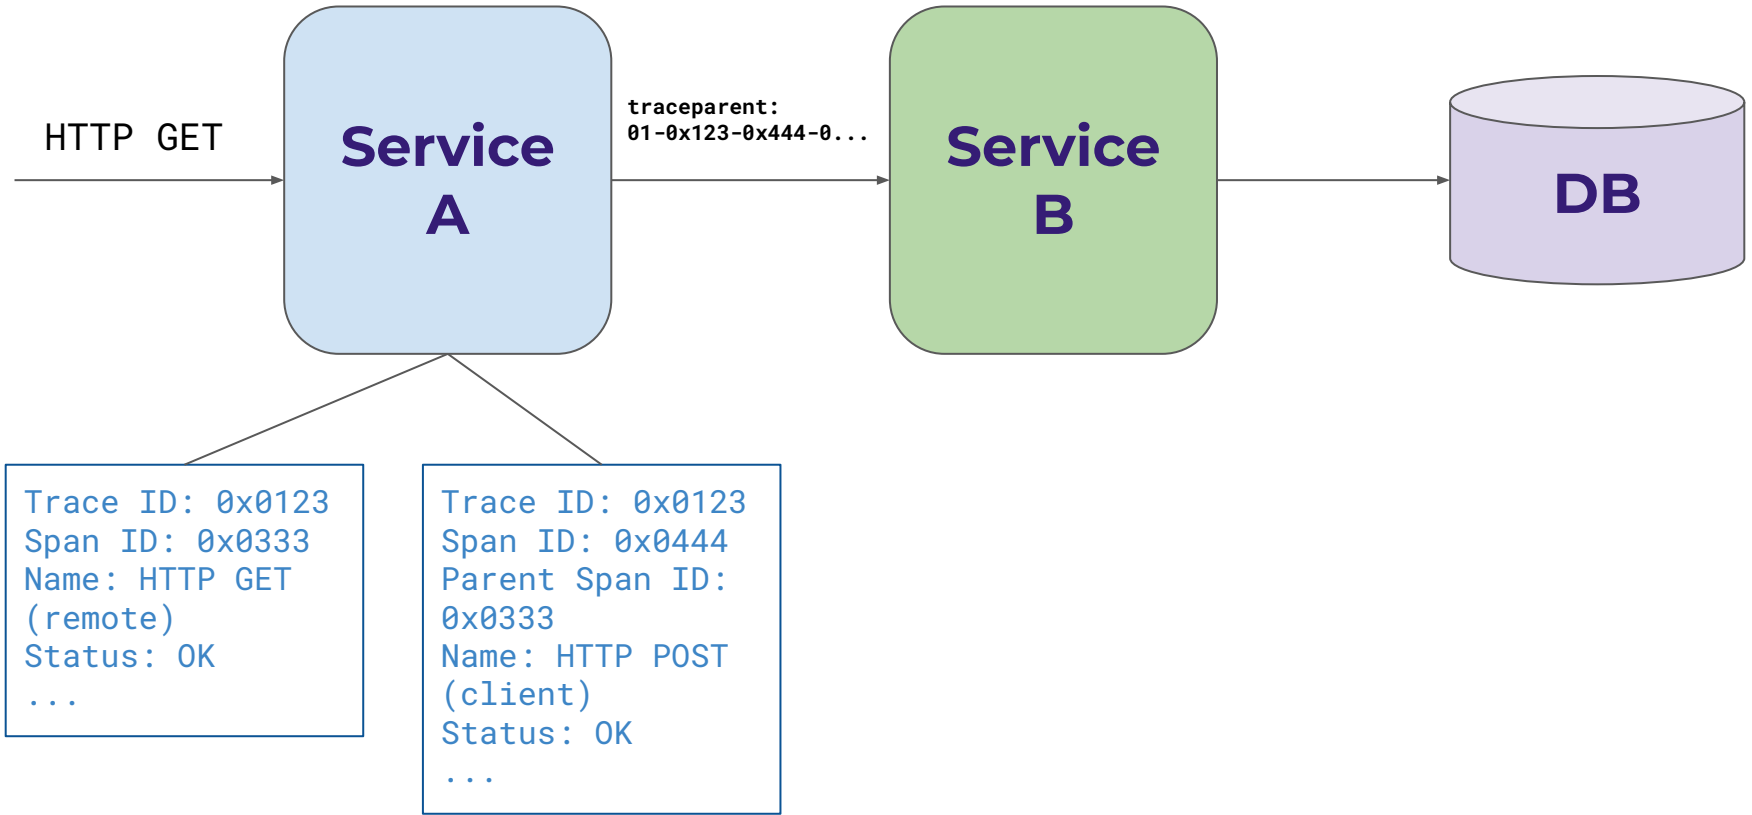 HTTP GET
Service
A
traceparent:
01-0x123-0x444-0...
Service
B
DB
Trace ID: 0x0123
Span ID: 0x0333
Name: HTTP GET
(remote)
Status: OK
...
Trace ID: 0x0123
Span ID: 0x0444
Parent Span ID:
0x0333
Name: HTTP POST
(client)
Status: OK
...